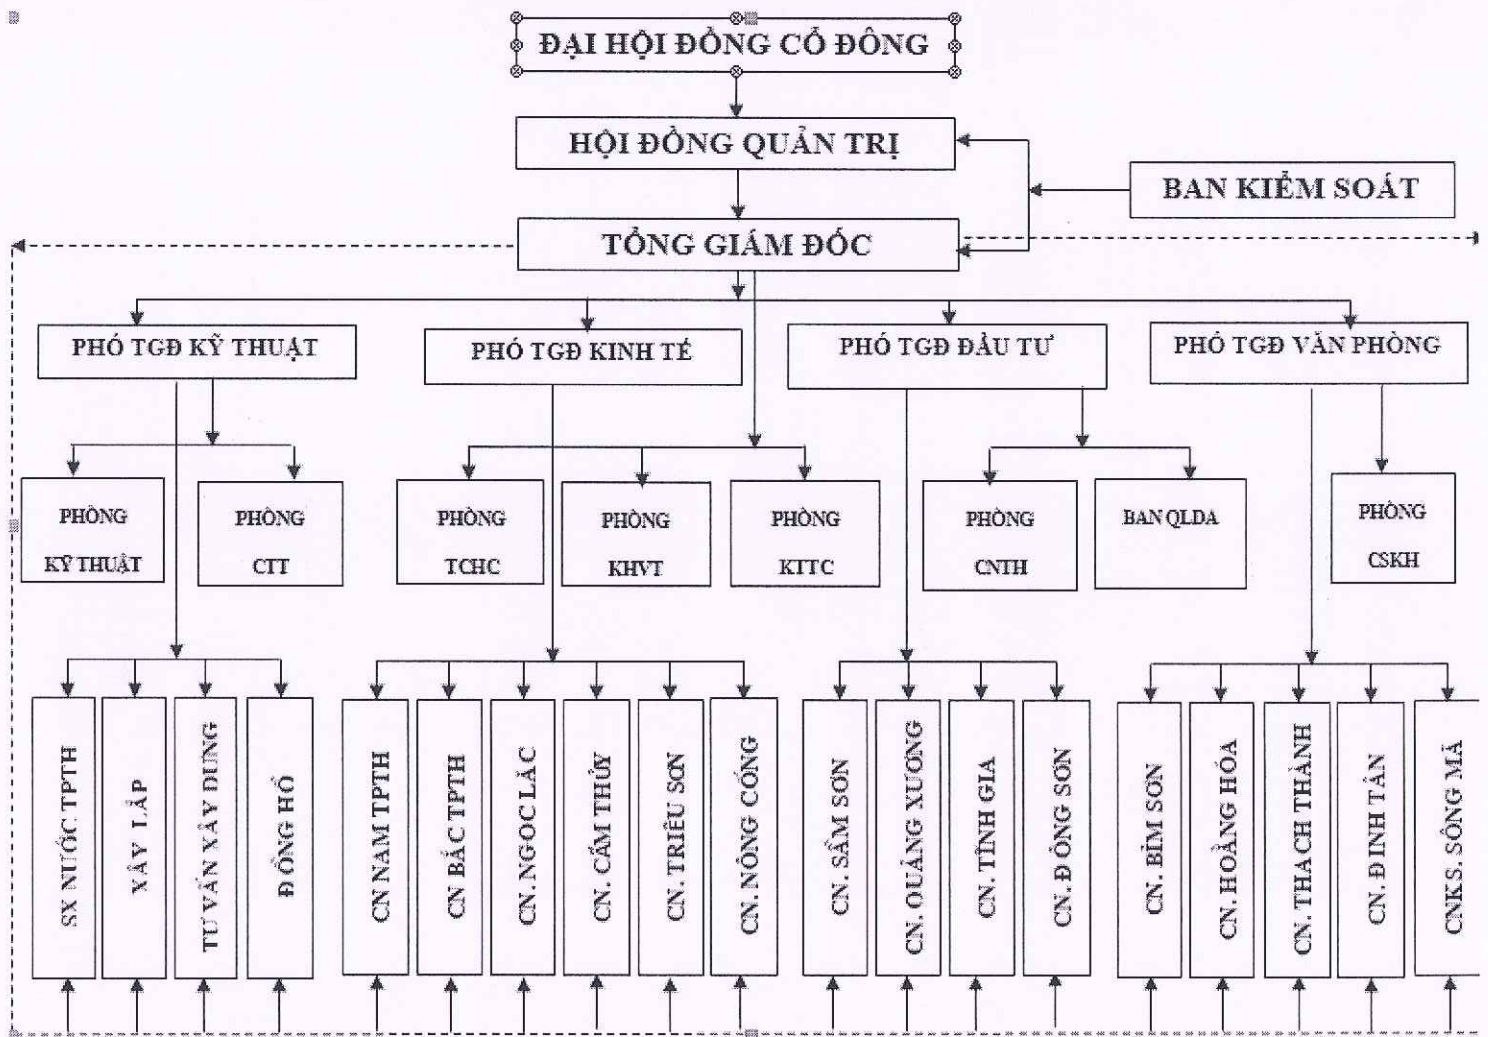 ĐẠI HỘI ĐỒNG CỔ ĐÔNG
HỘI ĐỒNG QUẢN TRỊ
BAN KIỂM SOÁT
TỔNG GIÁM ĐỐC
PHÓ TGĐ KỸ THUẬT
PHÓ TGĐ KINH TẾ
PHÓ TGĐ ĐẦU TƯ
PHÓ TGĐ VĂN PHÒNG
PHÒNG
KỸ THUẬT
PHÒNG
CTT
PHÒNG
TCHC
PHÒNG
KHVT
PHÒNG
KTTC
PHÒNG
CNTH
BAN QLDA
PHÒNG
CSKH
SX NƯỚC TPTH
XÂY LẮP
TƯ VẤN XÂY DỰNG
ĐỒNG HỒ
CN NAM TPTH
CN BẮC TPTH
CN. NGỌC LẶC
CN. CẨM THỦY
CN. TRIỆU SƠN
CN. NÔNG CỐNG
CN. SẦM SƠN
CN. QUẢNG XƯƠNG
CN. TĨNH GIA
CN. ĐÔNG SƠN
CN. BỈM SƠN
CN. HOẰNG HÓA
CN. THẠCH THÀNH
CN. ĐÌNH TÂN
CNKS. SÔNG MÃ